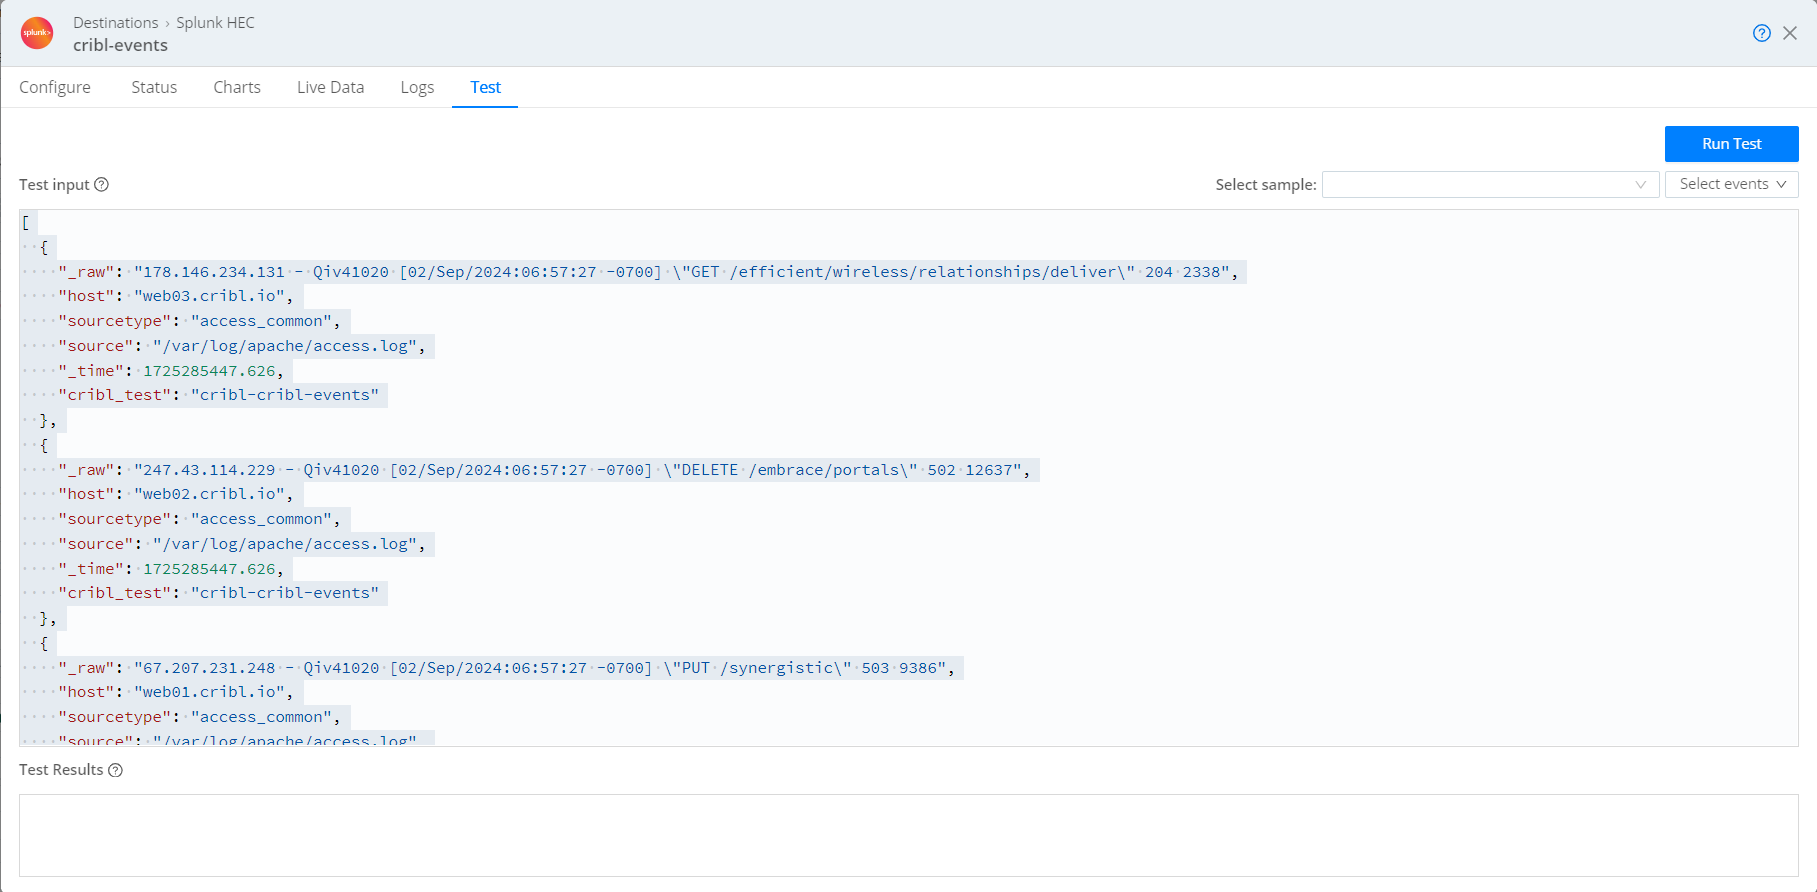 splunk>
Destinations › Splunk HEC
cribl-events
Configure Status Charts Live Data Logs Test
Run Test
Test input
Select sample: Select events
[
{
"_raw": "178.146.234.131 - Qiv41020 [02/Sep/2024:06:57:27 -0700] \"GET /efficient/wireless/relationships/deliver\" 204 2338",
"host": "web03.cribl.io",
"sourcetype": "access_common",
"source": "/var/log/apache/access.log",
"_time": 1725285447.626,
"cribl_test": "cribl-cribl-events"
},
{
"_raw": "247.43.114.229 - Qiv41020 [02/Sep/2024:06:57:27 -0700] \"DELETE /embrace/portals\" 502 12637",
"host": "web02.cribl.io",
"sourcetype": "access_common",
"source": "/var/log/apache/access.log",
"_time": 1725285447.626,
"cribl_test": "cribl-cribl-events"
},
{
"_raw": "67.207.231.248 - Qiv41020 [02/Sep/2024:06:57:27 -0700] \"PUT /synergistic\" 503 9386",
"host": "web01.cribl.io",
"sourcetype": "access_common",
"source": "/var/log/apache/access.log"
Test Results